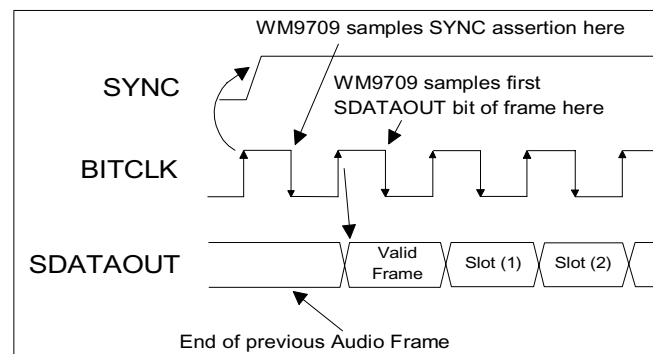 WM9709 samples SYNC assertion here
SYNC
WM9709 samples first
SDATAOUT bit of frame here
BITCLK
SDATAOUT
Valid
Frame
Slot (1)
Slot (2)
End of previous Audio Frame